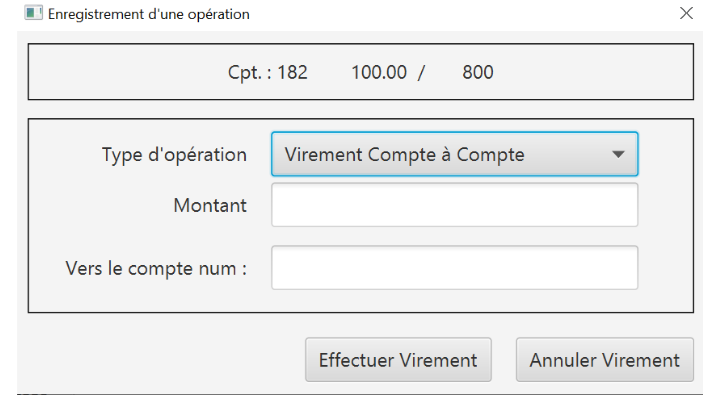 Enregistrement d'une opération
Cpt. : 182 100.00 / 800
Type d'opération Virement Compte à Compte
Montant
Vers le compte num :
Effectuer Virement Annuler Virement